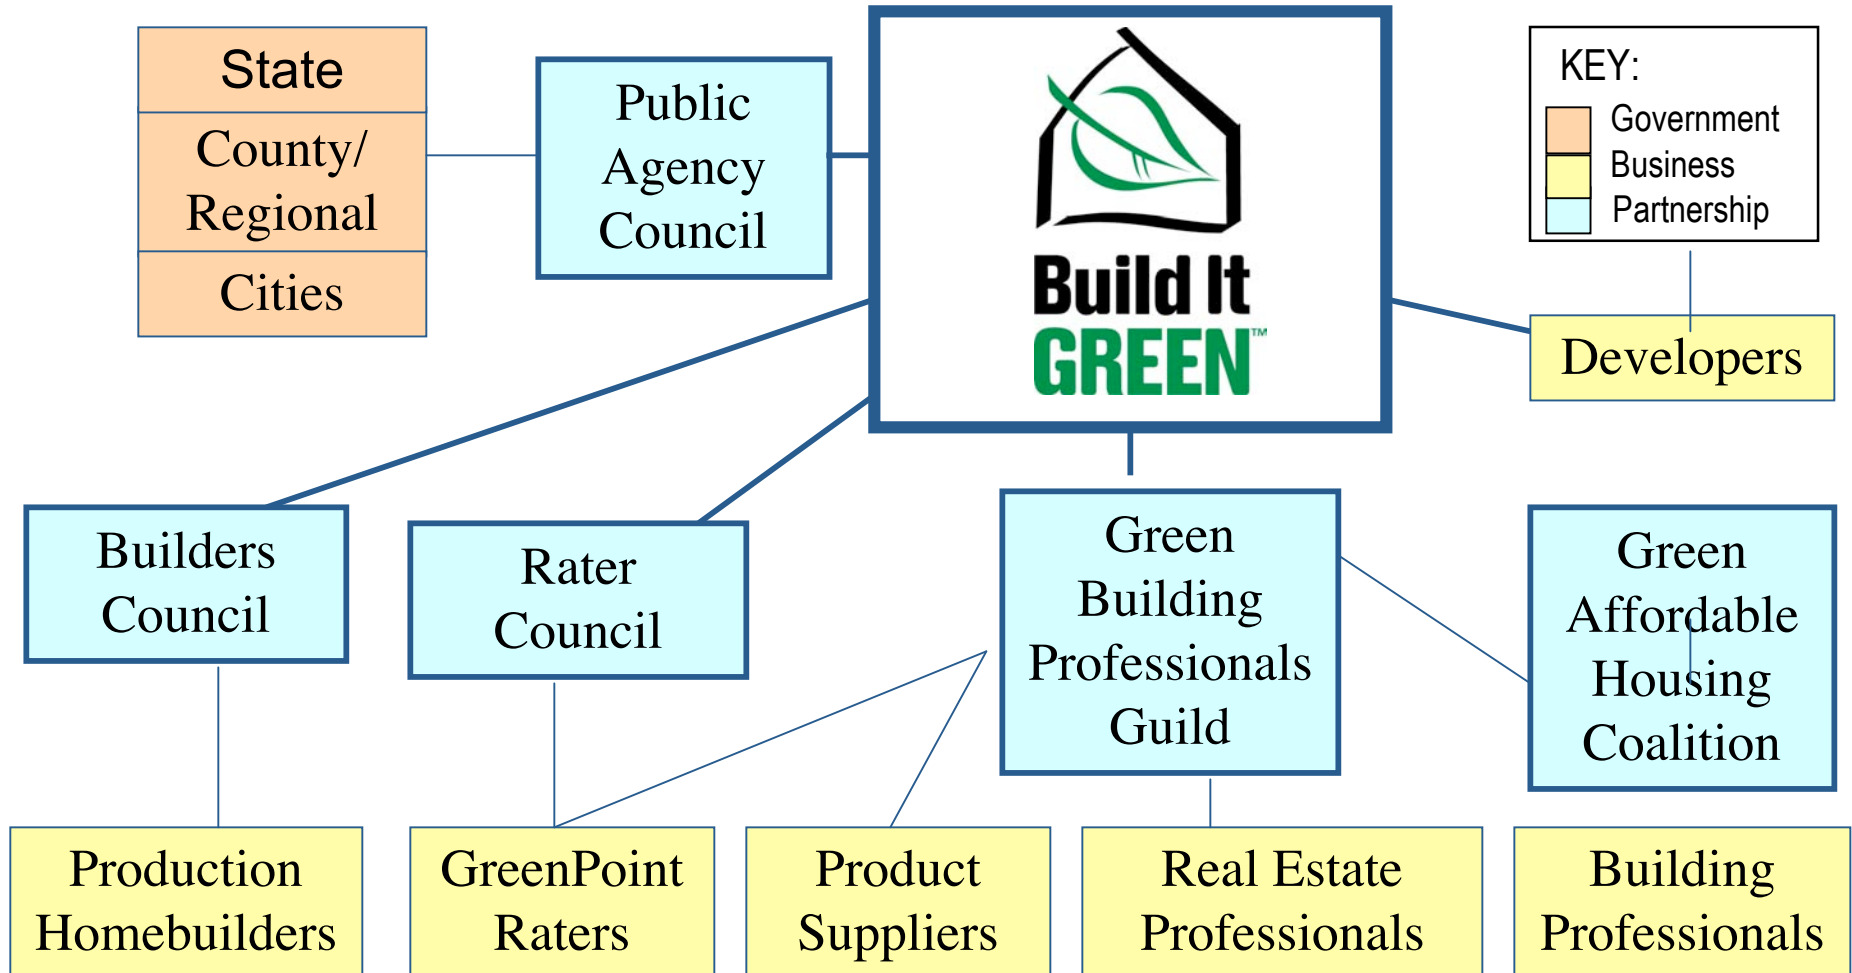 State
County/
Regional
Cities
Public
Agency
Council
Build It
GREEN™
KEY:
Government
Business
Partnership
Developers
Builders
Council
Rater
Council
Green
Building
Professionals
Guild
Green
Affordable
Housing
Coalition
Production
Homebuilders
GreenPoint
Raters
Product
Suppliers
Real Estate
Professionals
Building
Professionals